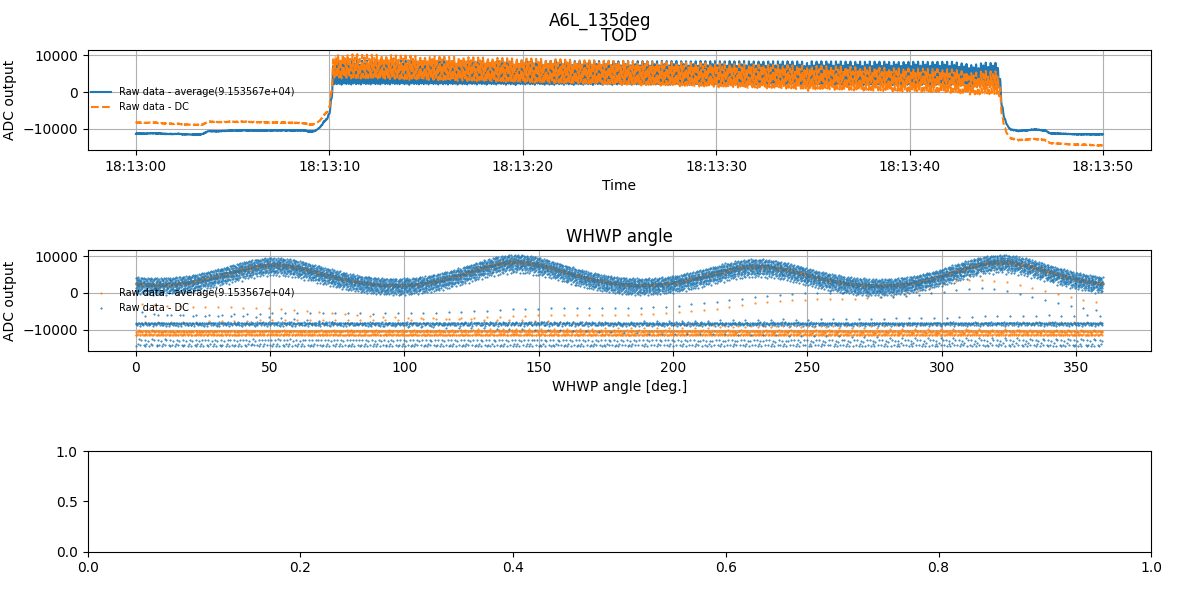 A6L_135deg
TOD
ADC output
10000
0
−10000
Raw data - average(9.153567e+04)
Raw data - DC
18:13:00 18:13:10 18:13:20 18:13:30 18:13:40 18:13:50
Time
WHWP angle
ADC output
10000
0
−10000
Raw data - average(9.153567e+04)
Raw data - DC
0 50 100 150 200 250 300 350
WHWP angle [deg.]
1.0
0.5
0.0
0.0 0.2 0.4 0.6 0.8 1.0